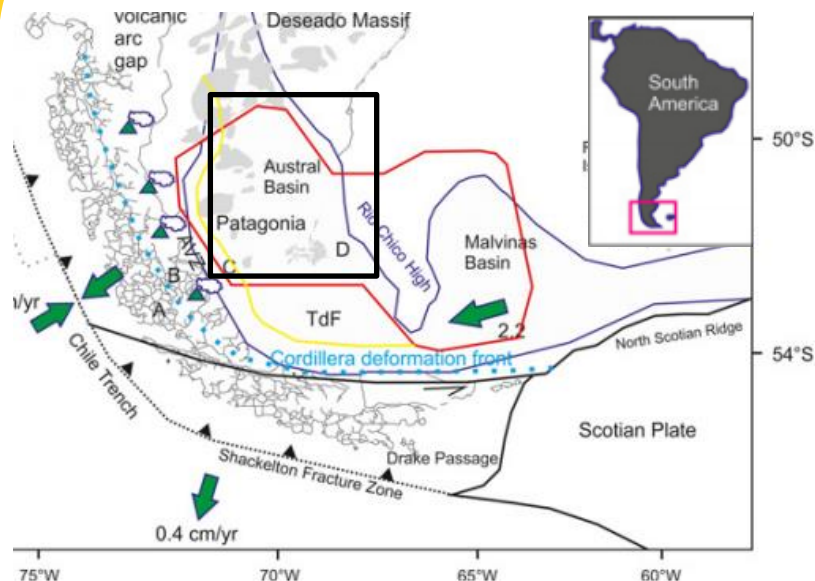 volcanic
arc
gap
Deseado Massif
South
America
50°S
Austral
Basin
Patagonia
Rio Chico High
Malvinas
Basin
AVZ
D
C
B
A
TdF
2.2
/yr
North Scotian Ridge
54°S
Cordillera deformation front
Chile Trench
Scotian Plate
Drake Passage
Shackelton Fracture Zone
0.4 cm/yr
75°W
70°W
65°W
60°W